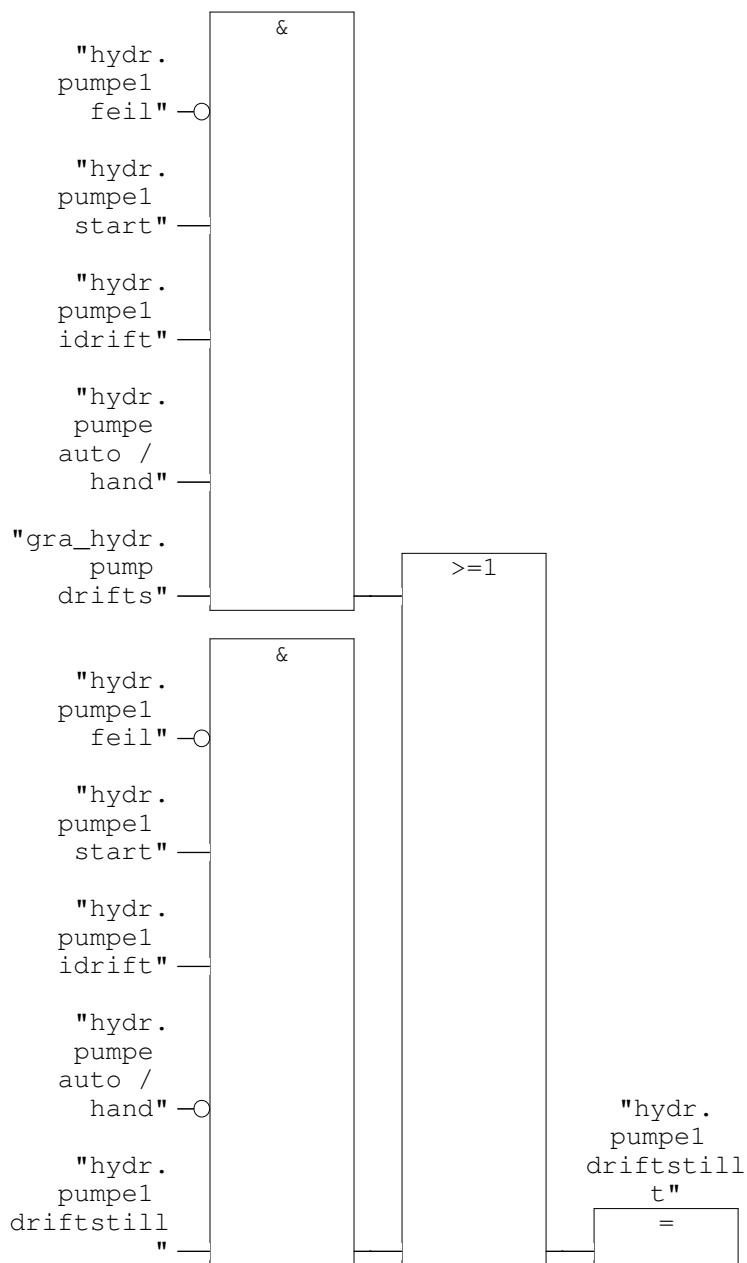 &
"hydr.
pumpe1
feil"
"hydr.
pumpe1
start"
"hydr.
pumpe1
idrift"
"hydr.
pumpe
auto /
hand"
"gra_hydr.
pump
drifts"
>=1
&
"hydr.
pumpe1
feil"
"hydr.
pumpe1
start"
"hydr.
pumpe1
idrift"
"hydr.
pumpe
auto /
hand"
"hydr.
pumpe1
driftstill
"
"hydr.
pumpe1
driftstill
t"
=